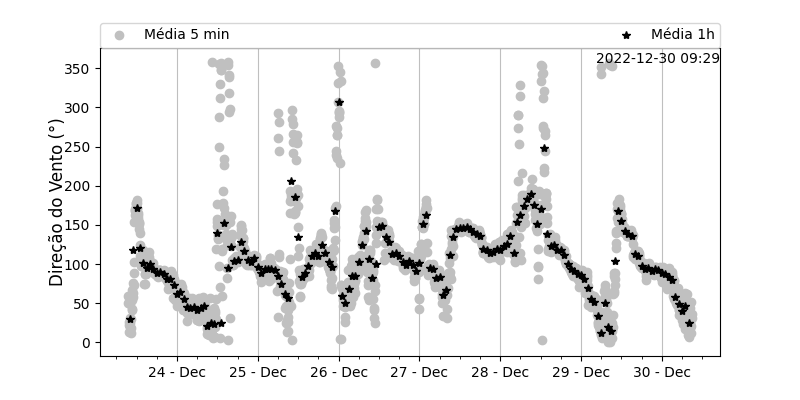 Média 5 min
Média 1h
2022-12-30 09:29
Direção do Vento (°)
350
300
250
200
150
100
50
0
24 - Dec
25 - Dec
26 - Dec
27 - Dec
28 - Dec
29 - Dec
30 - Dec